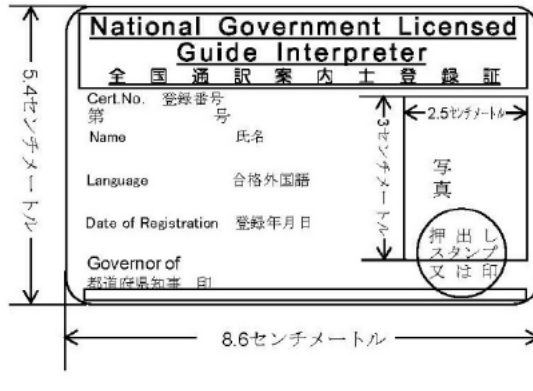 National Government Licensed
Guide Interpreter
全国通訳案内士登録証
Cert.No. 登録番号
第 号
Name 氏名
Language 合格外国語
Date of Registration 登録年月日
Governor of
都道府県知事 印
5.4センチメートル
3センチメートル
2.5センチメートル
写真
押出し
スタンプ
又は印
8.6センチメートル